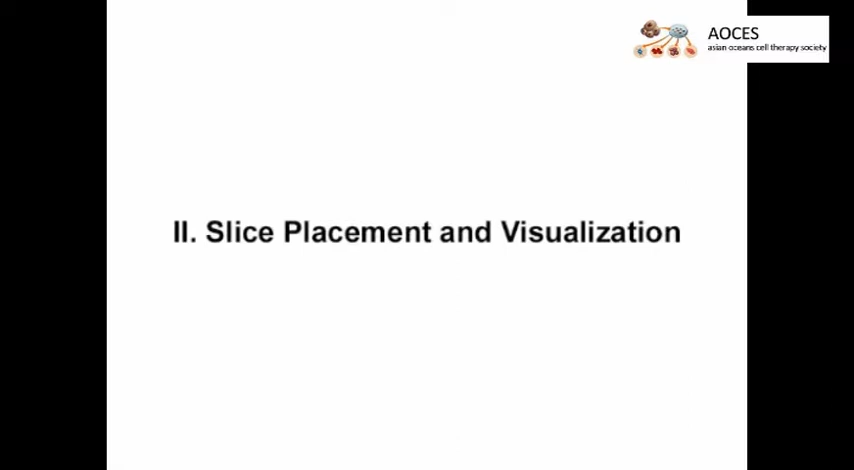 AOCES
asian oceans cell therapy society
II. Slice Placement and Visualization